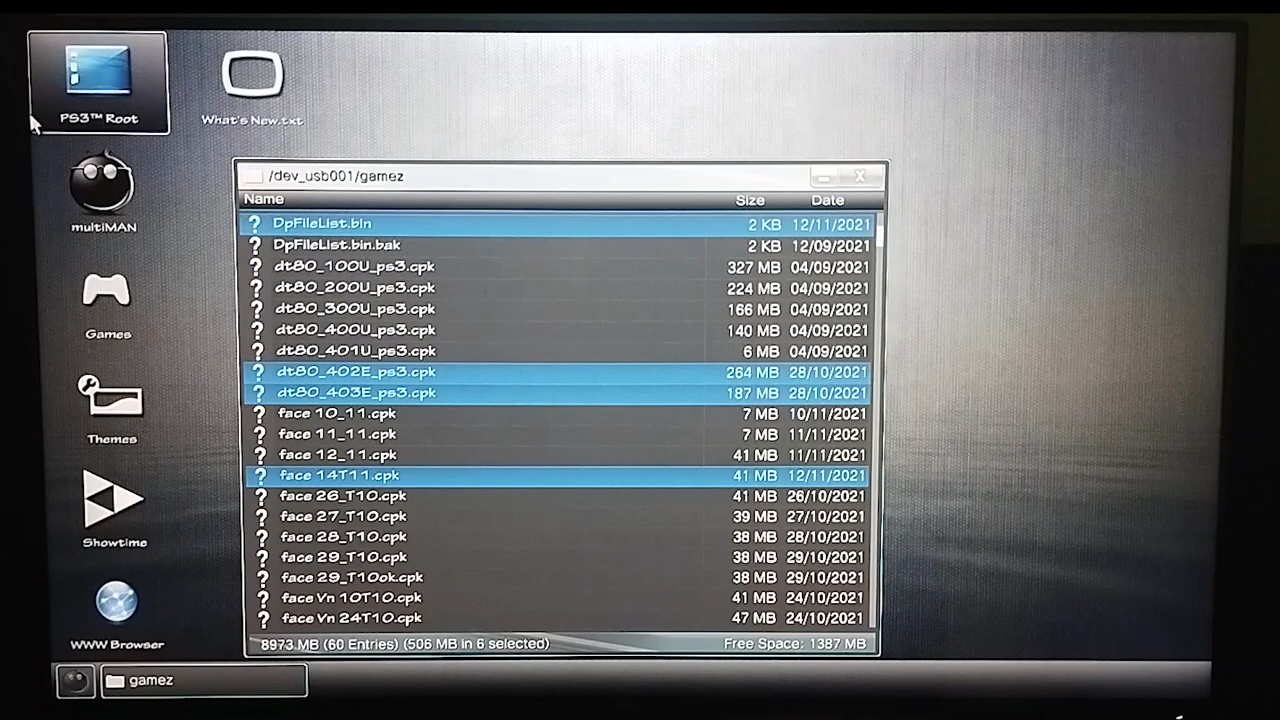 PS3™ Root
What's New.txt
multiMAN
Games
Themes
Showtime
WWW Browser
/dev_usb001/gamez
Name Size Date
DpFileList.bin 2 KB 12/11/2021
DpFileList.bin.bak 2 KB 12/09/2021
dt80_100U_ps3.cpk 327 MB 04/09/2021
dt80_200U_ps3.cpk 224 MB 04/09/2021
dt80_300U_ps3.cpk 166 MB 04/09/2021
dt80_400U_ps3.cpk 140 MB 04/09/2021
dt80_401U_ps3.cpk 6 MB 04/09/2021
dt80_402E_ps3.cpk 264 MB 28/10/2021
dt80_403E_ps3.cpk 187 MB 28/10/2021
face 10_11.cpk 7 MB 10/11/2021
face 11_11.cpk 7 MB 11/11/2021
face 12_11.cpk 41 MB 11/11/2021
face 14T11.cpk 41 MB 12/11/2021
face 26_T10.cpk 41 MB 26/10/2021
face 27_T10.cpk 39 MB 27/10/2021
face 28_T10.cpk 38 MB 28/10/2021
face 29_T10.cpk 38 MB 29/10/2021
face 29_T10ok.cpk 38 MB 29/10/2021
face Vn 10T10.cpk 41 MB 24/10/2021
face Vn 24T10.cpk 47 MB 24/10/2021
8973 MB (60 Entries) (506 MB in 6 selected) Free Space: 1387 MB
gamez